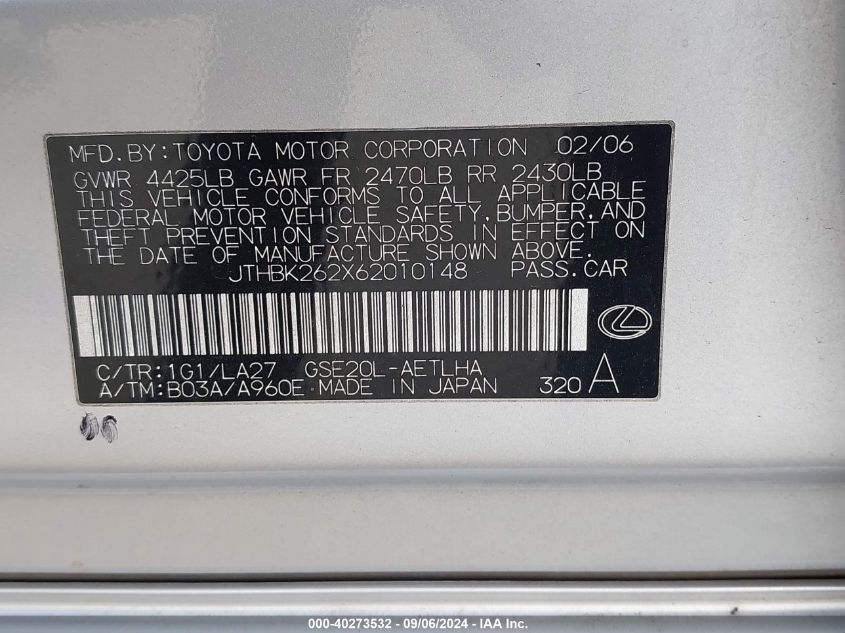 MFD.BY:TOYOTA MOTOR CORPORATION 02/06
GVWR 4425LB GAWR FR 2470LB RR 2430LB
THIS VEHICLE CONFORMS TO ALL APPLICABLE
FEDERAL MOTOR VEHICLE SAFETY,BUMPER,AND
THEFT PREVENTION STANDARDS IN EFFECT ON
THE DATE OF MANUFACTURE SHOWN ABOVE.
JTHBK262X62010148 PASS.CAR
C/TR:1G1/LA27 GSE20L-AETLHA
A/TM:B03A/A960E MADE IN JAPAN 320 A
000-40273532 - 09/06/2024 - IAA Inc.